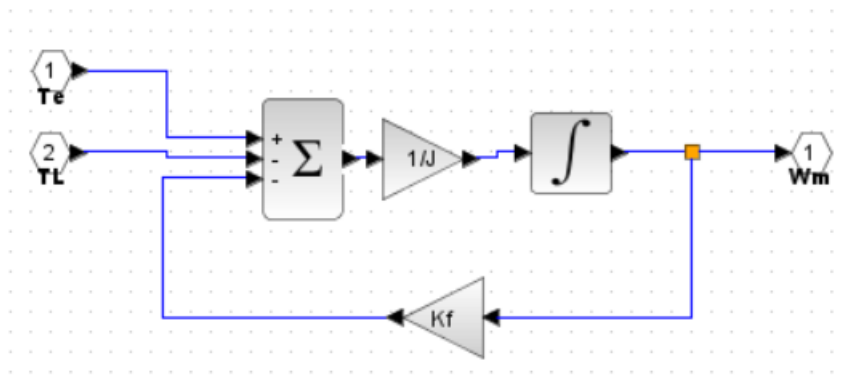 1
Te
2
TL
+
-
-
Σ
1/J
∫
1
Wm
Kf